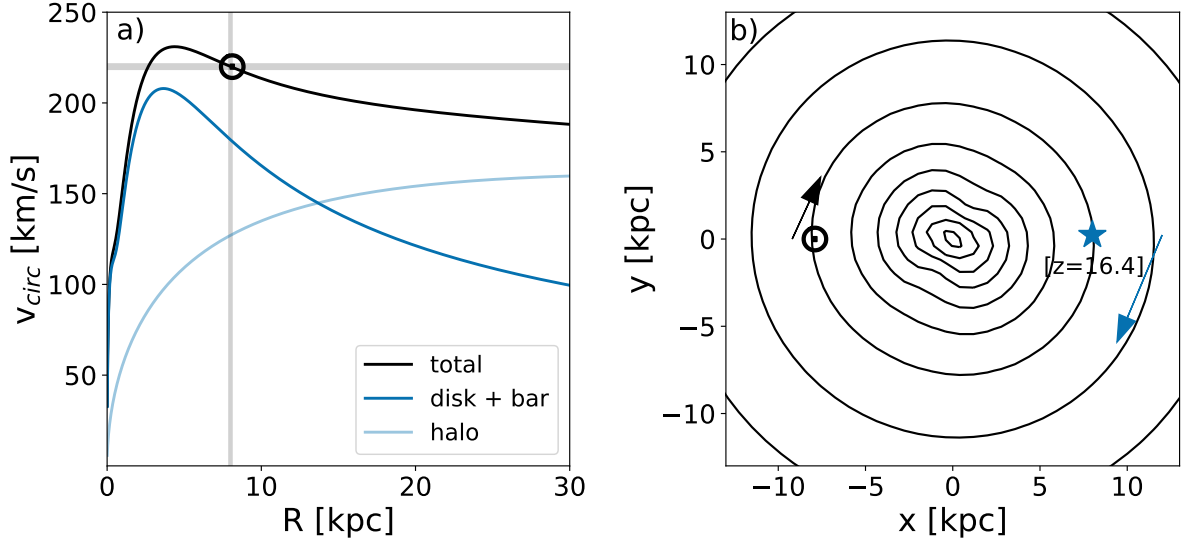 a)
250
200
150
100
50
v_circ [km/s]
0
10
20
30
R [kpc]
total
disk + bar
halo
b)
10
5
0
−5
−10
y [kpc]
[z=16.4]
−10
−5
0
5
10
x [kpc]